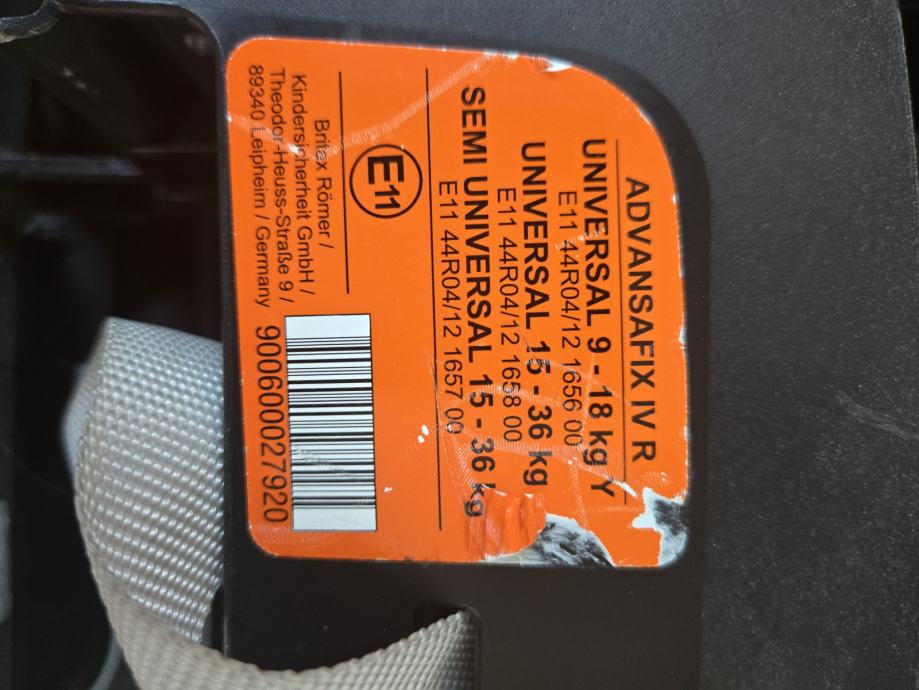 ADVANSAFIX IV R
UNIVERSAL 9 - 18 kg Y
E11 44R04/12 1656 00
UNIVERSAL 15 - 36 kg
E11 44R04/12 1658 00
SEMI UNIVERSAL 15 - 36 kg
E11 44R04/12 1657 00
E11
Britax Römer /
Kindersicherheit GmbH /
Theodor-Heuss-Straße 9 /
89340 Leipheim / Germany
9006000027920